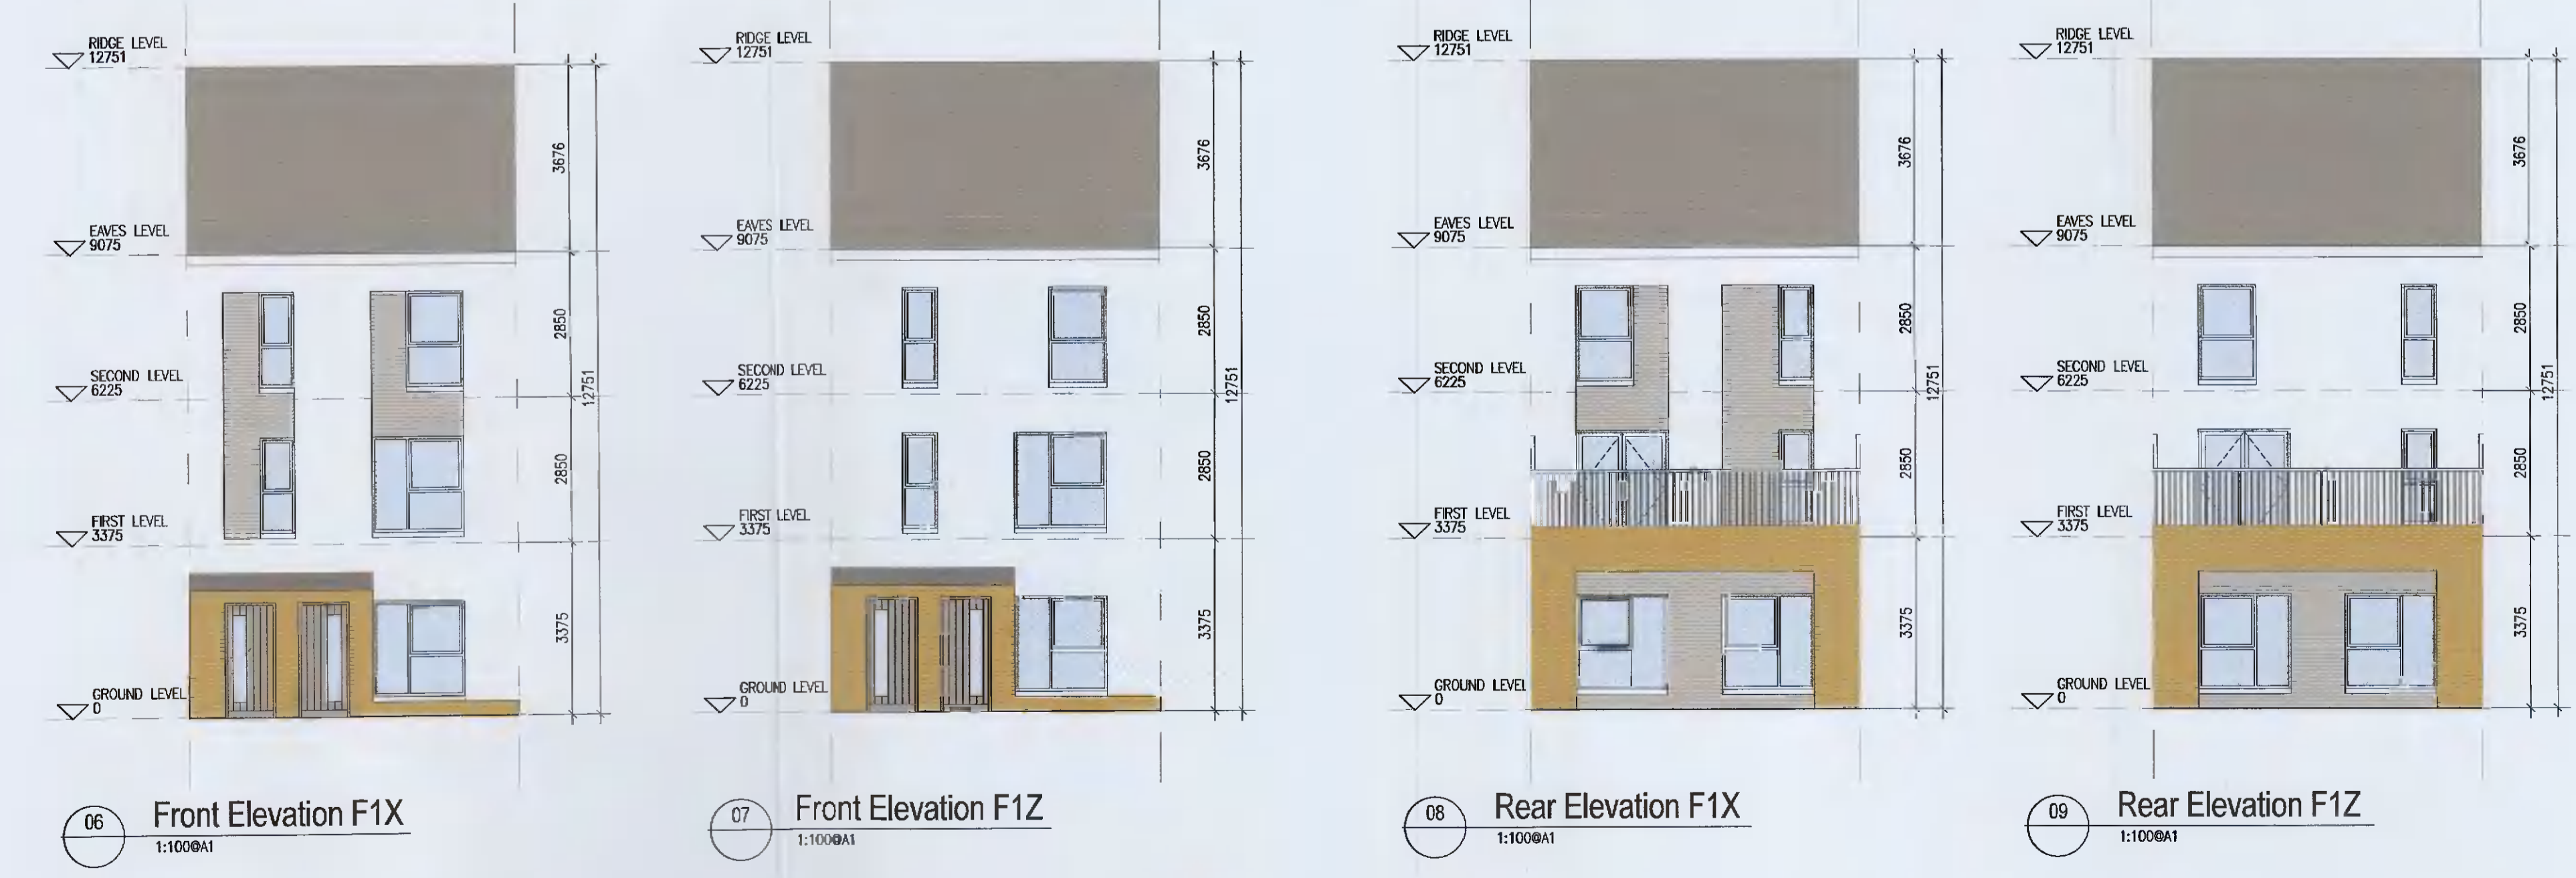 RIDGE LEVEL
12751
3676
EAVES LEVEL
9075
2850
SECOND LEVEL
6225
12751
2850
FIRST LEVEL
3375
3375
GROUND LEVEL
0
06
Front Elevation F1X
1:100@A1
RIDGE LEVEL
12751
3676
EAVES LEVEL
9075
2850
SECOND LEVEL
6225
12751
2850
FIRST LEVEL
3375
3375
GROUND LEVEL
0
07
Front Elevation F1Z
1:100@A1
RIDGE LEVEL
12751
3676
EAVES LEVEL
9075
2850
SECOND LEVEL
6225
12751
2850
FIRST LEVEL
3375
3375
GROUND LEVEL
0
08
Rear Elevation F1X
1:100@A1
RIDGE LEVEL
12751
3676
EAVES LEVEL
9075
2850
SECOND LEVEL
6225
12751
2850
FIRST LEVEL
3375
3375
GROUND LEVEL
0
09
Rear Elevation F1Z
1:100@A1